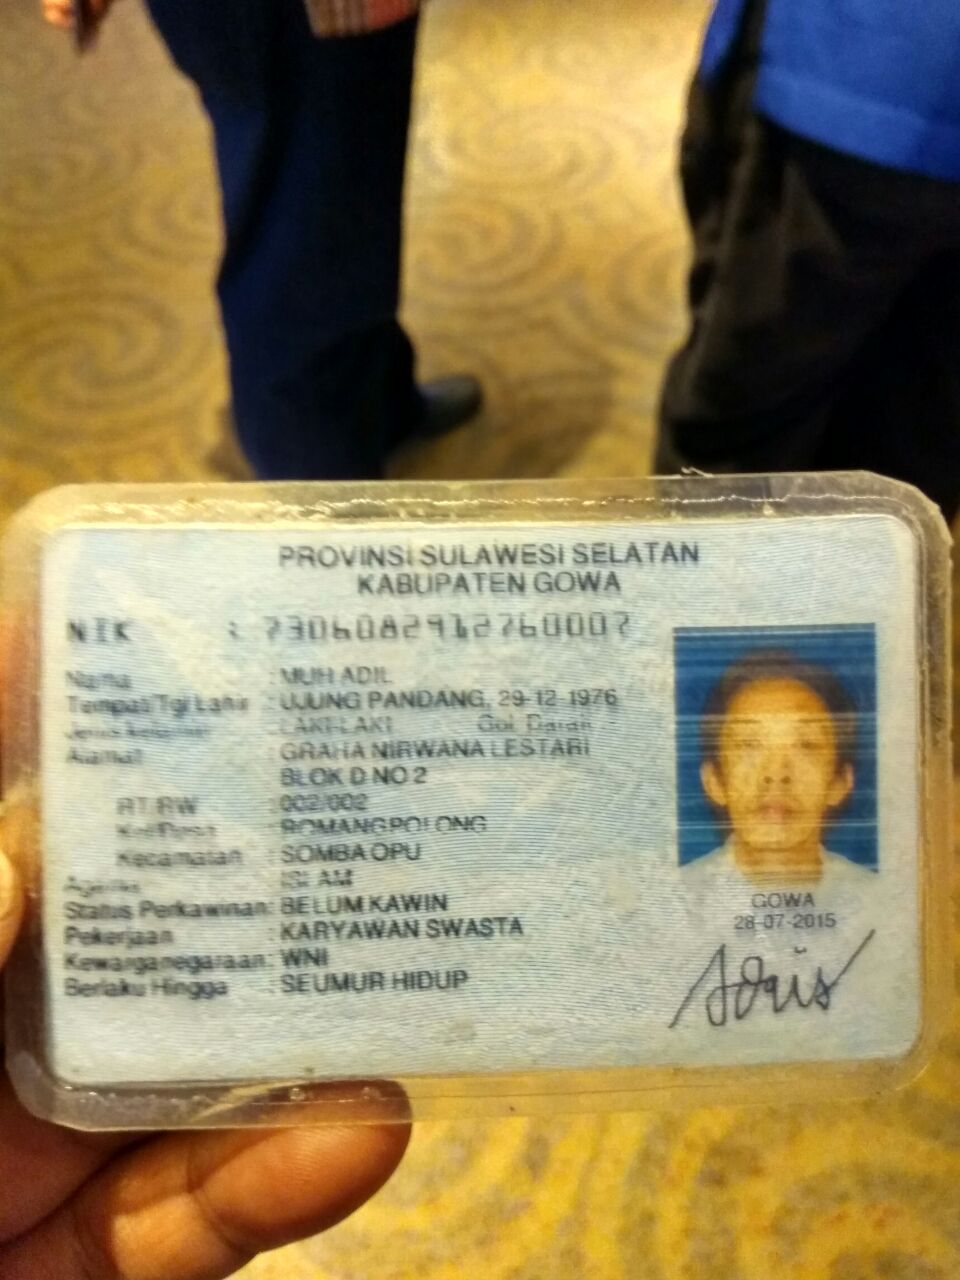 PROVINSI SULAWESI SELATAN
KABUPATEN GOWA
NIK : 7306082912760007
Nama : MUH ADIL
Tempat/Tgl Lahir : UJUNG PANDANG, 29-12-1976
Jenis kelamin : LAKI-LAKI Gol. Darah
Alamat : GRAHA NIRWANA LESTARI
BLOK D NO 2
RT/RW : 002/002
Kel/Desa : ROMANGPOLONG
Kecamatan : SOMBA OPU
Agama : ISLAM
Status Perkawinan: BELUM KAWIN
Pekerjaan : KARYAWAN SWASTA
Kewarganegaraan: WNI
Berlaku Hingga : SEUMUR HIDUP
GOWA
28-07-2015